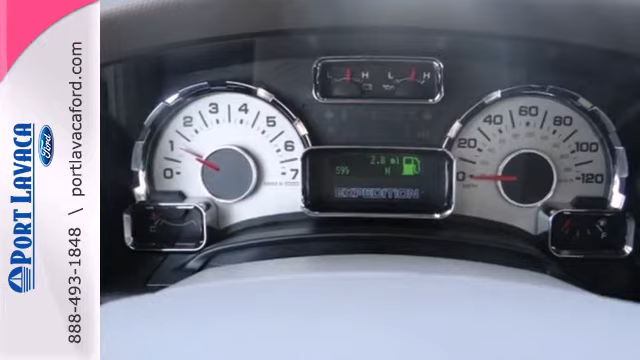 PORT LAVACA
Ford
888-493-1848 \ portlavacaford.com
L H L H
0 1 2 3 4 5 6 7
0 20 40 60 80 100 120
MPH
2.8 mi
N
EXPEDITION